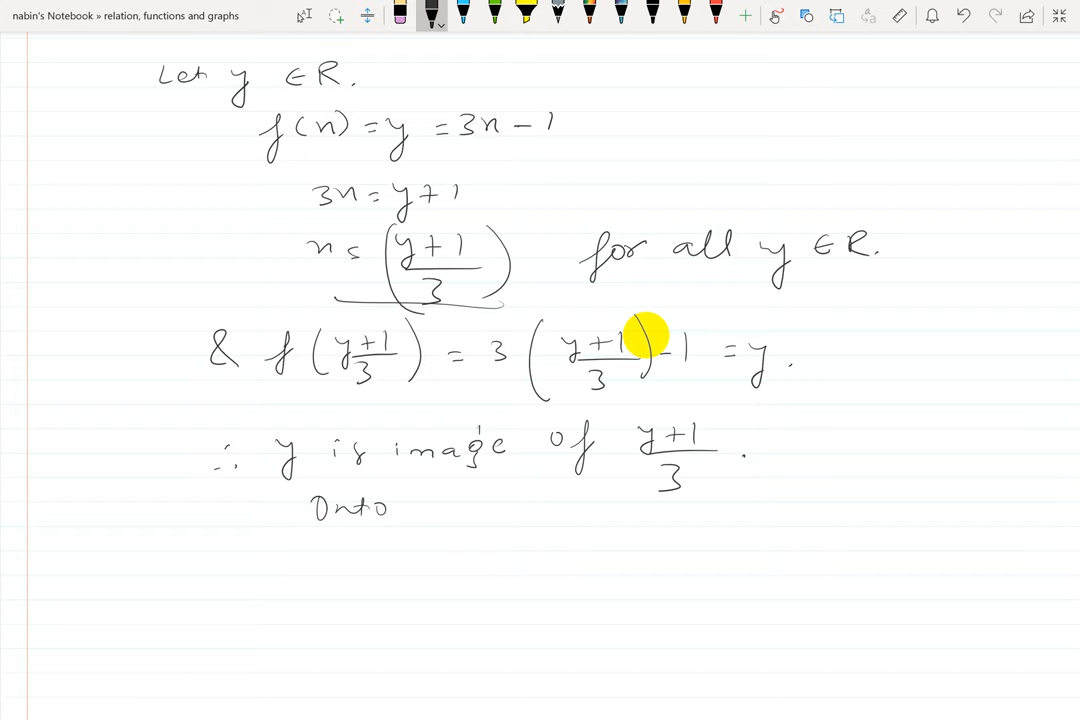 nabin's Notebook » relation, functions and graphs
Let y ∈ R.
f(n) = y = 3n - 1
3n = y + 1
n = (y+1/3) for all y ∈ R.
& f(y+1/3) = 3(y+1/3) - 1 = y.
∴ y is image of y+1/3.
Onto